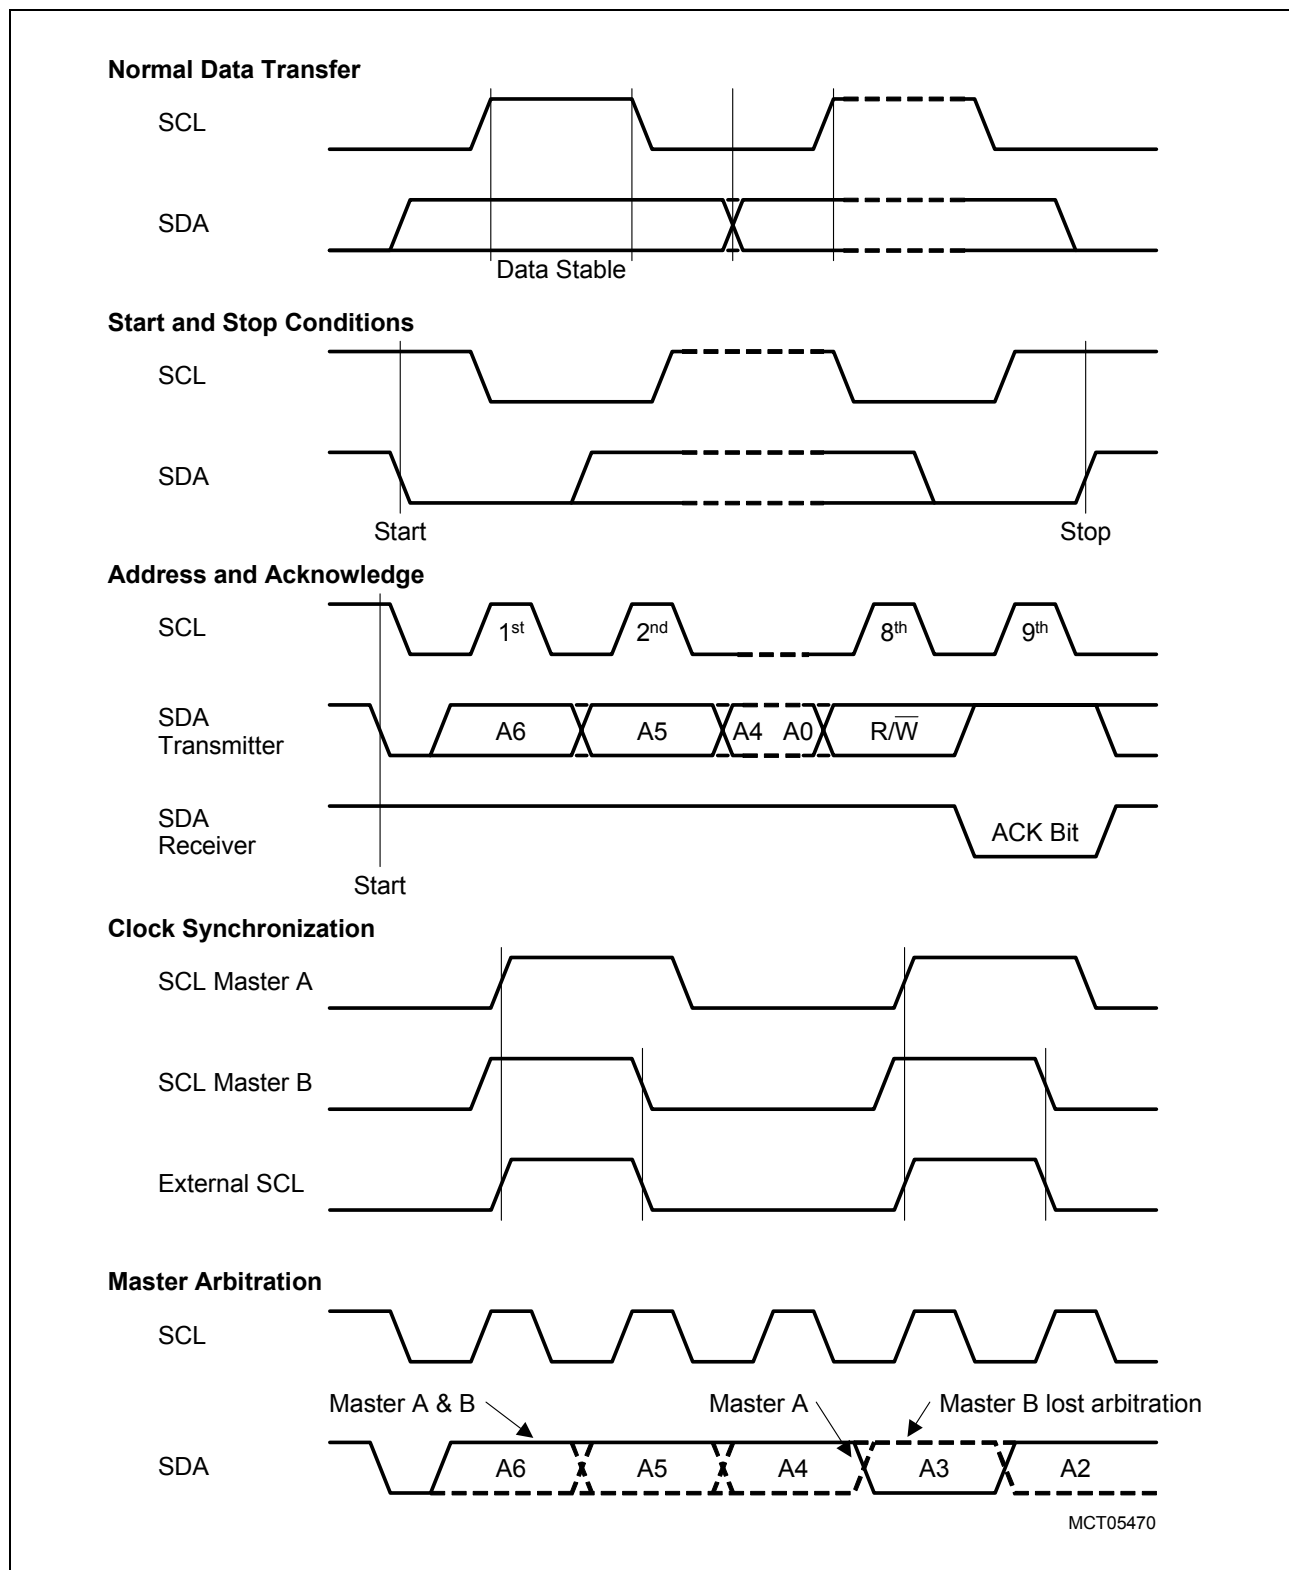 Normal Data Transfer
SCL
SDA
Data Stable
Start and Stop Conditions
SCL
SDA
Start
Stop
Address and Acknowledge
SCL
1st
2nd
8th
9th
SDA
Transmitter
A6
A5
A4
A0
R/W̅
SDA
Receiver
ACK Bit
Start
Clock Synchronization
SCL Master A
SCL Master B
External SCL
Master Arbitration
SCL
Master A & B
Master A
Master B lost arbitration
SDA
A6
A5
A4
A3
A2
MCT05470